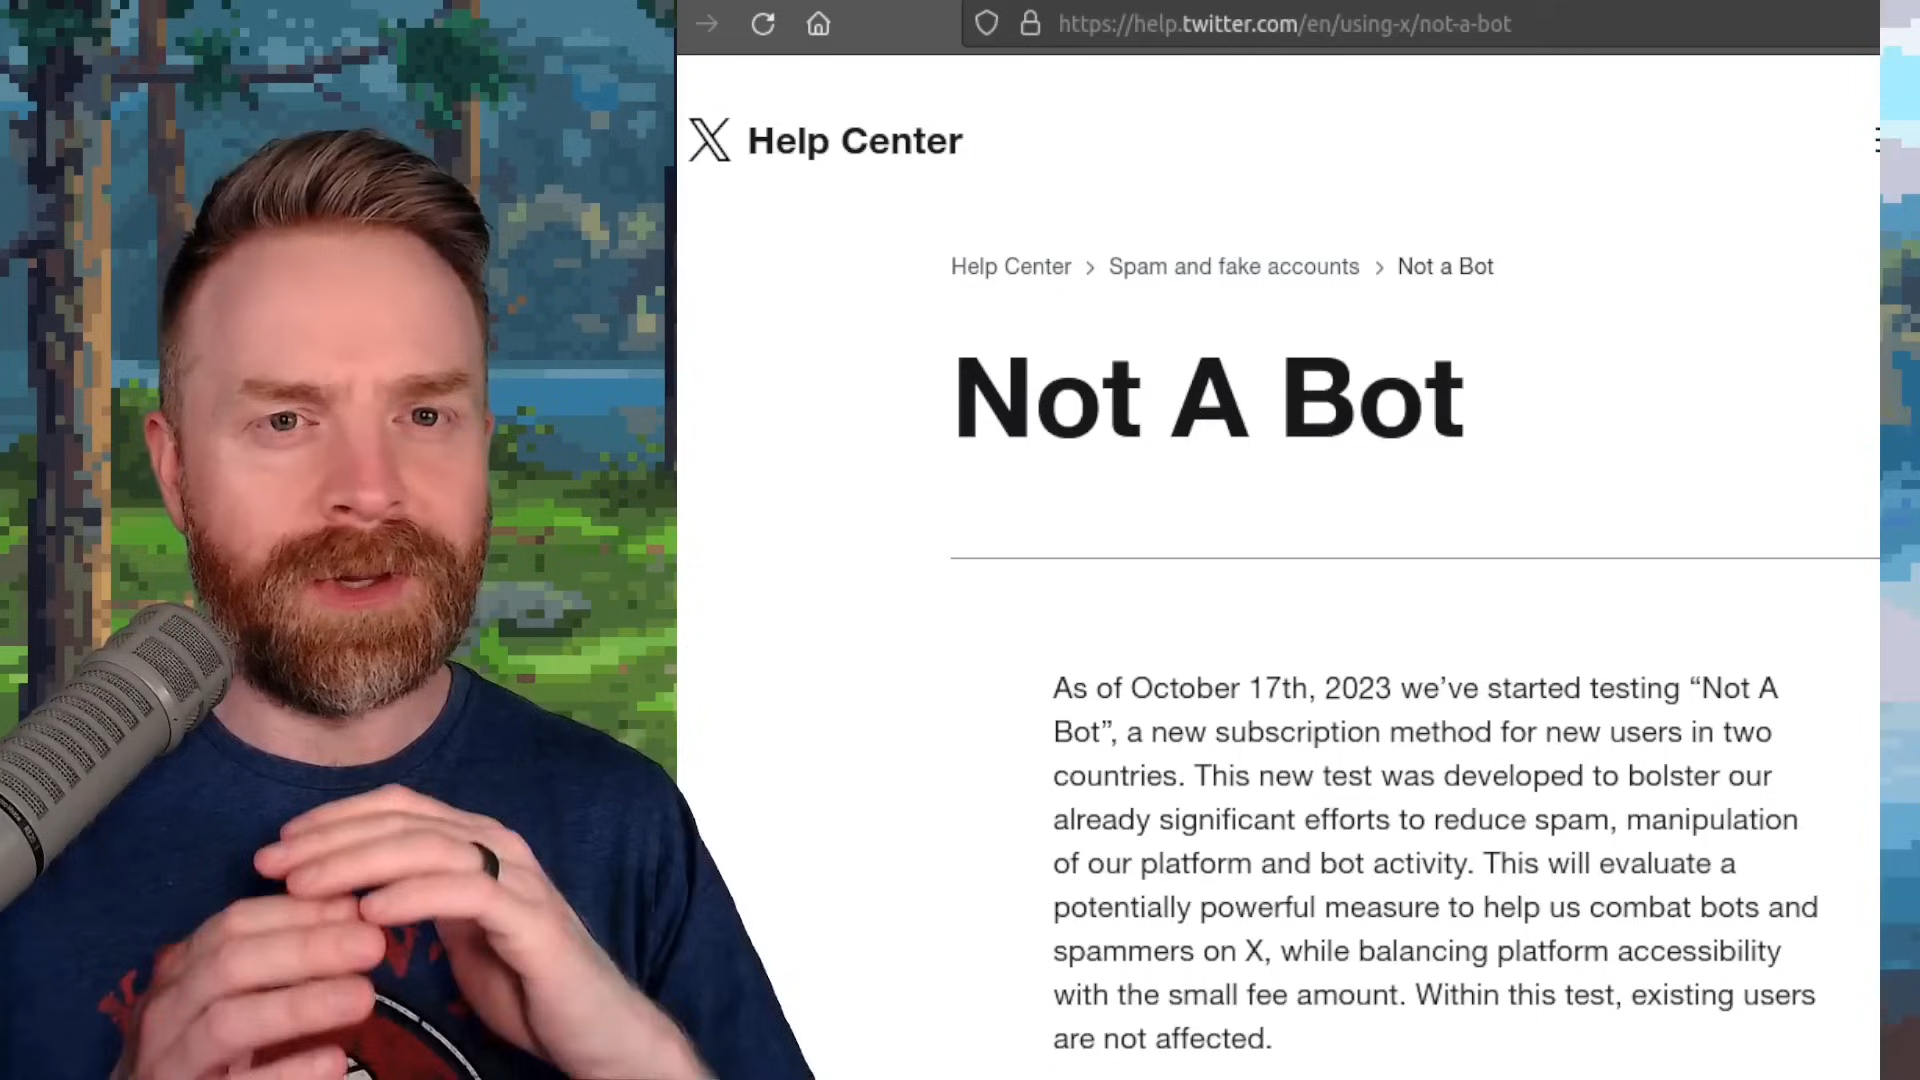 https://help.twitter.com/en/using-x/not-a-bot
X Help Center
Help Center > Spam and fake accounts > Not a Bot
Not A Bot
As of October 17th, 2023 we’ve started testing “Not A
Bot”, a new subscription method for new users in two
countries. This new test was developed to bolster our
already significant efforts to reduce spam, manipulation
of our platform and bot activity. This will evaluate a
potentially powerful measure to help us combat bots and
spammers on X, while balancing platform accessibility
with the small fee amount. Within this test, existing users
are not affected.